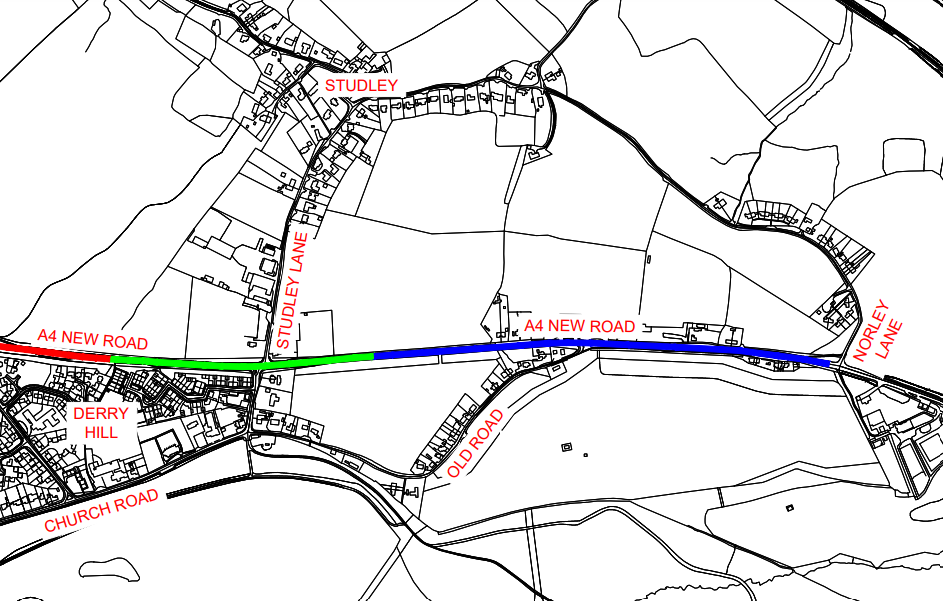 STUDLEY
STUDLEY LANE
A4 NEW ROAD
A4 NEW ROAD
NORLEY
LANE
DERRY
HILL
OLD ROAD
CHURCH ROAD